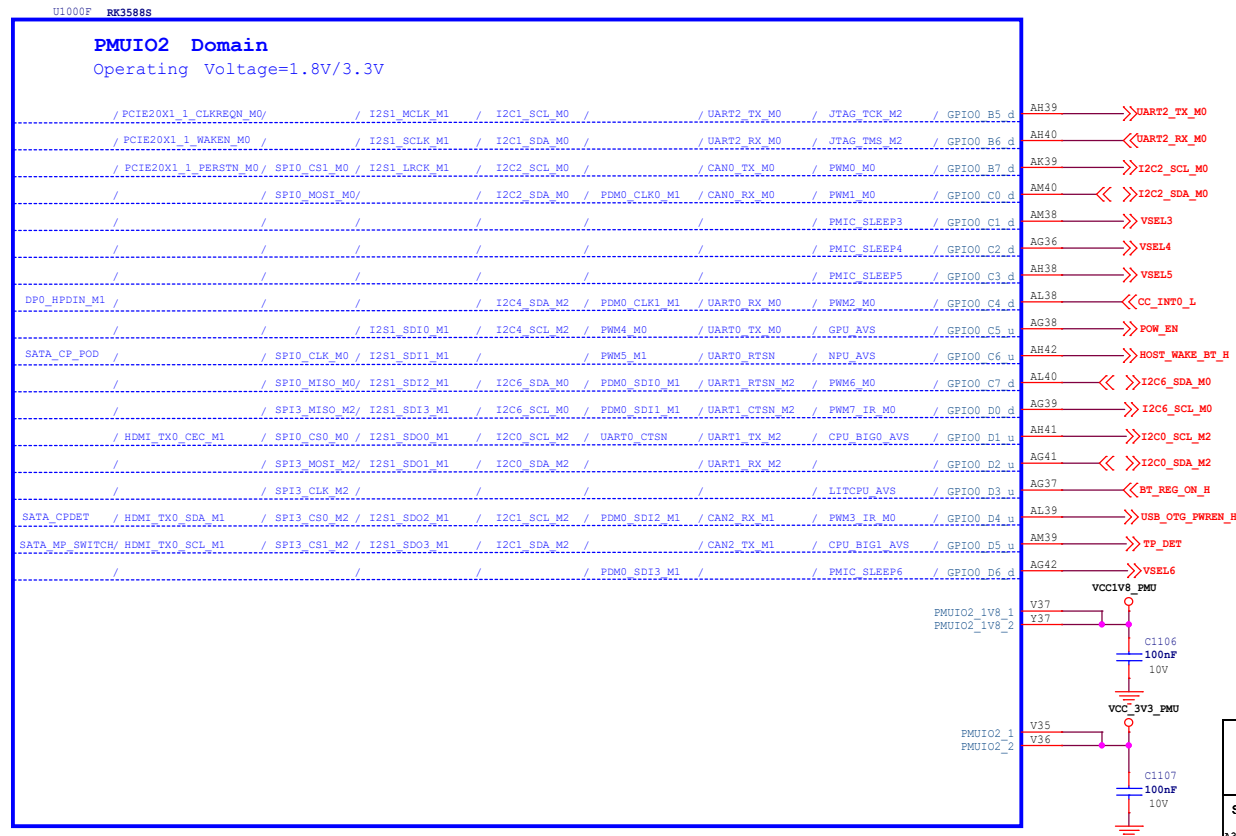 U1000F RK3588S
PMUIO2 Domain
Operating Voltage=1.8V/3.3V
/ PCIE20X1_1_CLKREQN_M0/ / I2S1_MCLK_M1 / I2C1_SCL_M0 / / UART2_TX_M0 / JTAG_TCK_M2 / GPIO0_B5_d AH39 UART2_TX_M0
/ PCIE20X1_1_WAKEN_M0 / / I2S1_SCLK_M1 / I2C1_SDA_M0 / / UART2_RX_M0 / JTAG_TMS_M2 / GPIO0_B6_d AH40 UART2_RX_M0
/ PCIE20X1_1_PERSTN_M0 / SPI0_CS1_M0 / I2S1_LRCK_M1 / I2C2_SCL_M0 / / CAN0_TX_M0 / PWM0_M0 / GPIO0_B7_d AK39 I2C2_SCL_M0
/ / SPI0_MOSI_M0/ / I2C2_SDA_M0 / PDM0_CLK0_M1 / CAN0_RX_M0 / PWM1_M0 / GPIO0_C0_d AM40 I2C2_SDA_M0
/ / / / / / / PMIC_SLEEP3 / GPIO0_C1_d AM38 VSEL3
/ / / / / / / PMIC_SLEEP4 / GPIO0_C2_d AG36 VSEL4
/ / / / / / / PMIC_SLEEP5 / GPIO0_C3_d AH38 VSEL5
DP0_HPDIN_M1 / / / / I2C4_SDA_M2 / PDM0_CLK1_M1 / UART0_RX_M0 / PWM2_M0 / GPIO0_C4_d AL38 CC_INT0_L
/ / / I2S1_SDI0_M1 / I2C4_SCL_M2 / PWM4_M0 / UART0_TX_M0 / GPU_AVS / GPIO0_C5_u AG38 POW_EN
SATA_CP_POD / / SPI0_CLK_M0 / I2S1_SDI1_M1 / / PWM5_M1 / UART0_RTSN / NPU_AVS / GPIO0_C6_u AH42 HOST_WAKE_BT_H
/ / SPI0_MISO_M0/ I2S1_SDI2_M1 / I2C6_SDA_M0 / PDM0_SDI0_M1 / UART1_RTSN_M2 / PWM6_M0 / GPIO0_C7_d AL40 I2C6_SDA_M0
/ / SPI3_MISO_M2/ I2S1_SDI3_M1 / I2C6_SCL_M0 / PDM0_SDI1_M1 / UART1_CTSN_M2 / PWM7_IR_M0 / GPIO0_D0_d AG39 I2C6_SCL_M0
/ HDMI_TX0_CEC_M1 / SPI0_CS0_M0 / I2S1_SDO0_M1 / I2C0_SCL_M2 / UART0_CTSN / UART1_TX_M2 / CPU_BIG0_AVS / GPIO0_D1_u AH41 I2C0_SCL_M2
/ / SPI3_MOSI_M2/ I2S1_SDO1_M1 / I2C0_SDA_M2 / / UART1_RX_M2 / / GPIO0_D2_u AG41 I2C0_SDA_M2
/ / SPI3_CLK_M2 / / / / / LITCPU_AVS / GPIO0_D3_u AG37 BT_REG_ON_H
SATA_CPDET / HDMI_TX0_SDA_M1 / SPI3_CS0_M2 / I2S1_SDO2_M1 / I2C1_SCL_M2 / PDM0_SDI2_M1 / CAN2_RX_M1 / PWM3_IR_M0 / GPIO0_D4_u AL39 USB_OTG_PWREN_H
SATA_MP_SWITCH/ HDMI_TX0_SCL_M1 / SPI3_CS1_M2 / I2S1_SDO3_M1 / I2C1_SDA_M2 / / CAN2_TX_M1 / CPU_BIG1_AVS / GPIO0_D5_u AM39 TP_DET
/ / / / PDM0_SDI3_M1 / / PMIC_SLEEP6 / GPIO0_D6_d AG42 VSEL6
VCC1V8_PMU
PMUIO2_1V8_1 V37
PMUIO2_1V8_2 Y37
C1106
100nF
10V
VCC_3V3_PMU
PMUIO2_1 V35
PMUIO2_2 V36
C1107
100nF
10V